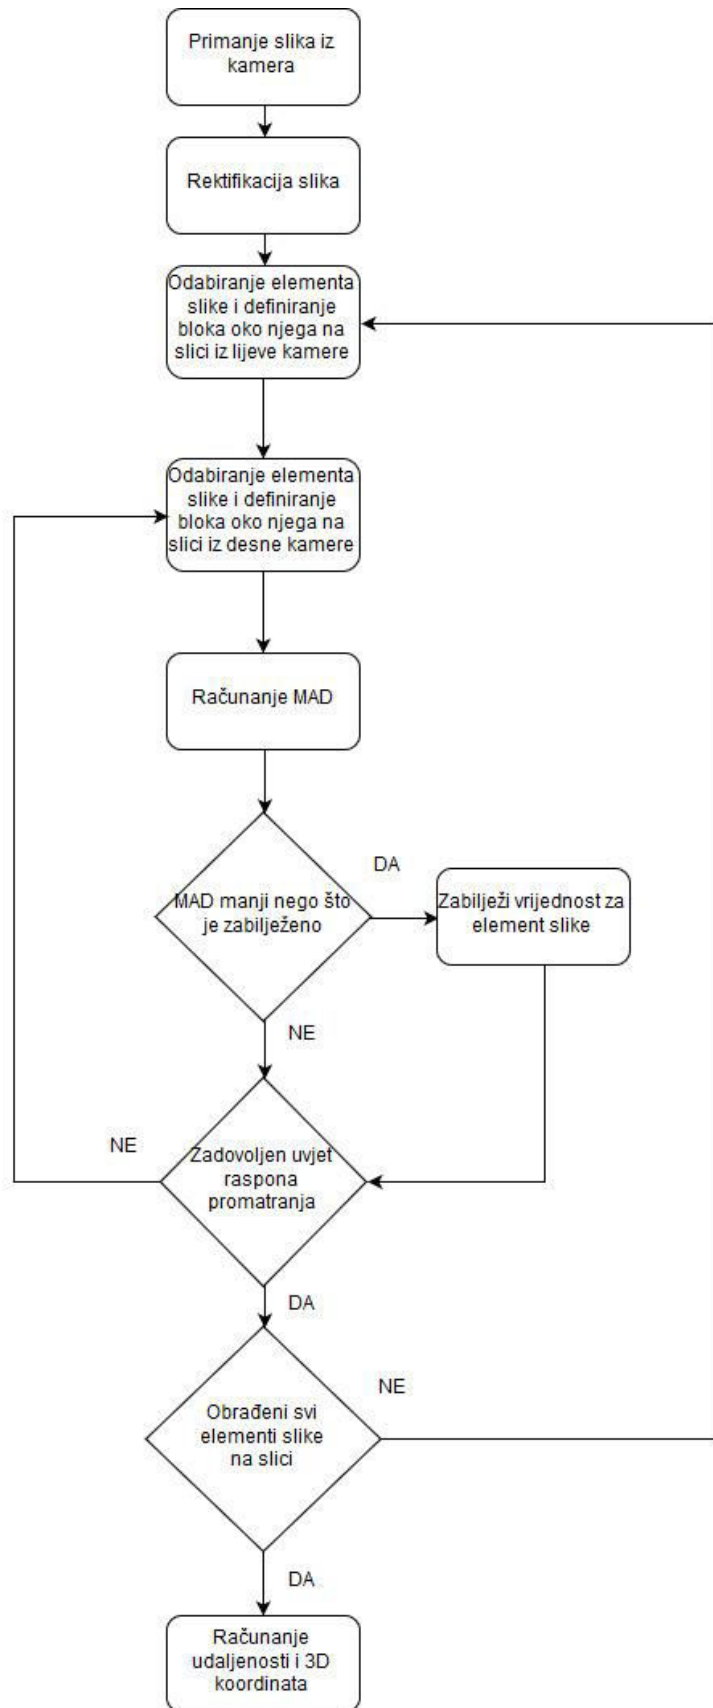 Primanje slika iz
kamera
Rektifikacija slika
Odabiranje elementa
slike i definiranje
bloka oko njega na
slici iz lijeve kamere
Odabiranje elementa
slike i definiranje
bloka oko njega na
slici iz desne kamere
Računanje MAD
MAD manji nego što
je zabilježeno
DA
Zabilježi vrijednost za
element slike
NE
NE
Zadovoljen uvjet
raspona
promatranja
DA
NE
Obrađeni svi
elementi slike
na slici
DA
Računanje
udaljenosti i 3D
koordinata